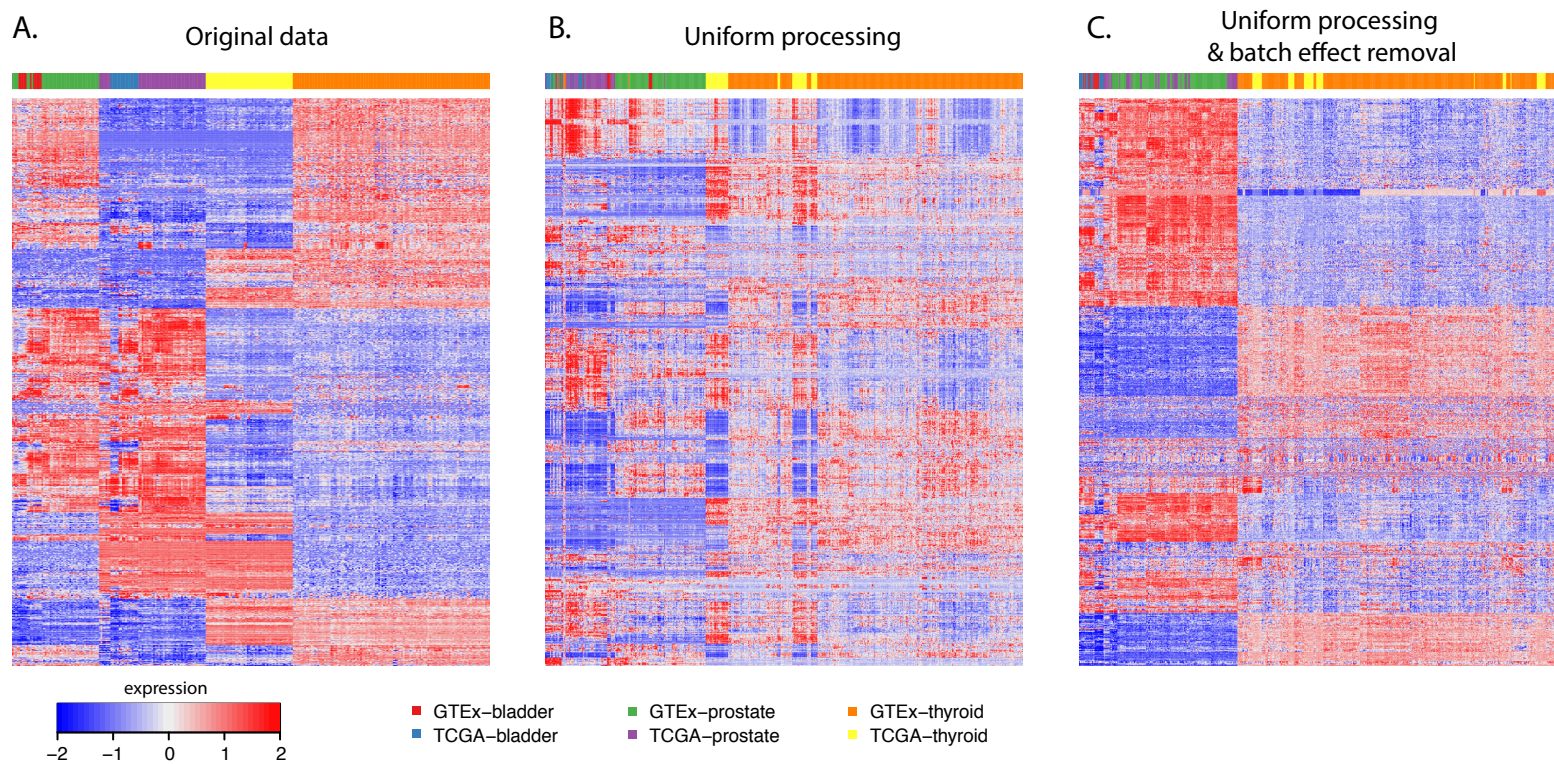 A.
Original data
B.
Uniform processing
C.
Uniform processing
& batch effect removal
expression
−2 −1 0 1 2
GTEx−bladder
TCGA−bladder
GTEx−prostate
TCGA−prostate
GTEx−thyroid
TCGA−thyroid